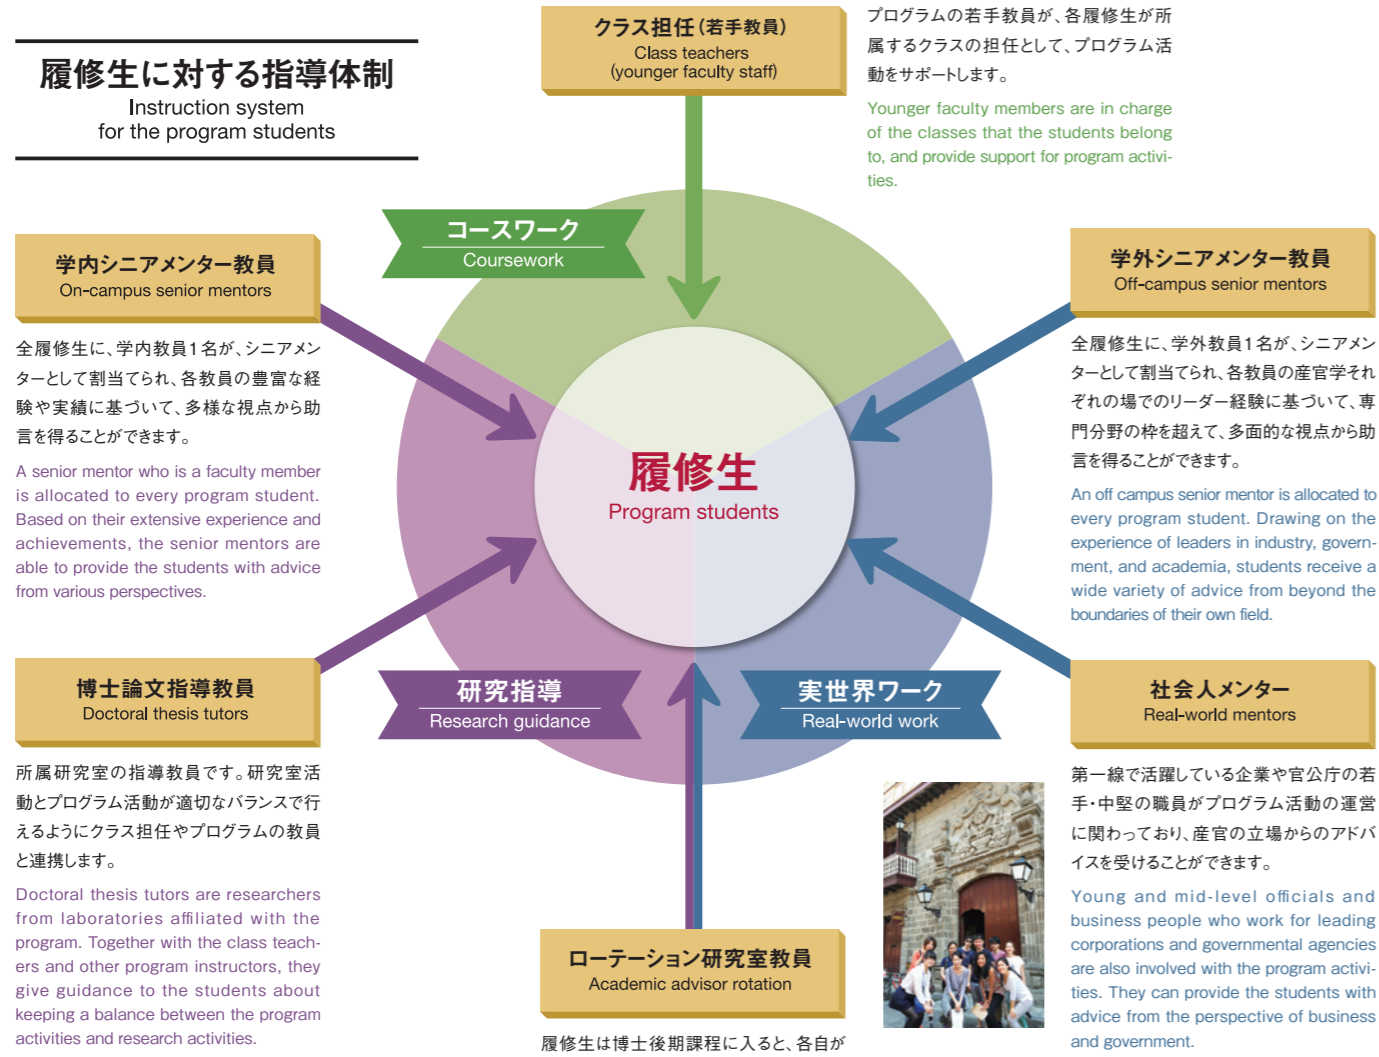 履修生に対する指導体制
Instruction system
for the program students
クラス担任(若手教員)
Class teachers
(younger faculty staff)
プログラムの若手教員が、各履修生が所
属するクラスの担任として、プログラム活
動をサポートします。
Younger faculty members are in charge
of the classes that the students belong
to, and provide support for program activi-
ties.
コースワーク
Coursework
学内シニアメンター教員
On-campus senior mentors
全履修生に、学内教員1名が、シニアメン
ターとして割当てられ、各教員の豊富な経
験や実績に基づいて、多様な視点から助
言を得ることができます。
A senior mentor who is a faculty member
is allocated to every program student.
Based on their extensive experience and
achievements, the senior mentors are
able to provide the students with advice
from various perspectives.
学外シニアメンター教員
Off-campus senior mentors
全履修生に、学外教員1名が、シニアメン
ターとして割当てられ、各教員の産官学それ
ぞれの場でのリーダー経験に基づいて、専
門分野の枠を超えて、多面的な視点から助
言を得ることができます。
An off campus senior mentor is allocated to
every program student. Drawing on the
experience of leaders in industry, govern-
ment, and academia, students receive a
wide variety of advice from beyond the
boundaries of their own field.
履修生
Program students
博士論文指導教員
Doctoral thesis tutors
所属研究室の指導教員です。研究室活
動とプログラム活動が適切なバランスで行
えるようにクラス担任やプログラムの教員
と連携します。
Doctoral thesis tutors are researchers
from laboratories affiliated with the
program. Together with the class teach-
ers and other program instructors, they
give guidance to the students about
keeping a balance between the program
activities and research activities.
研究指導
Research guidance
実世界ワーク
Real-world work
社会人メンター
Real-world mentors
第一線で活躍している企業や官公庁の若
手・中堅の職員がプログラム活動の運営
に関わっており、産官の立場からのアドバ
イスを受けることができます。
Young and mid-level officials and
business people who work for leading
corporations and governmental agencies
are also involved with the program activi-
ties. They can provide the students with
advice from the perspective of business
and government.
ローテーション研究室教員
Academic advisor rotation
履修生は博士後期課程に入ると、各自が